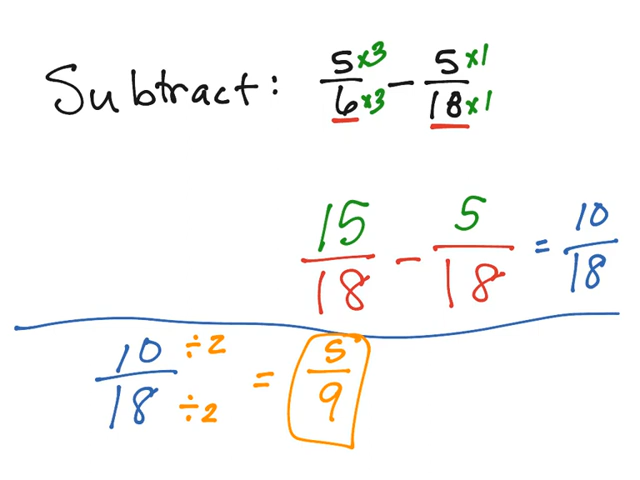 Subtract: 5×3/6×3 − 5×1/18×1
15/18 − 5/18 = 10/18
10÷2/18÷2 = 5/9